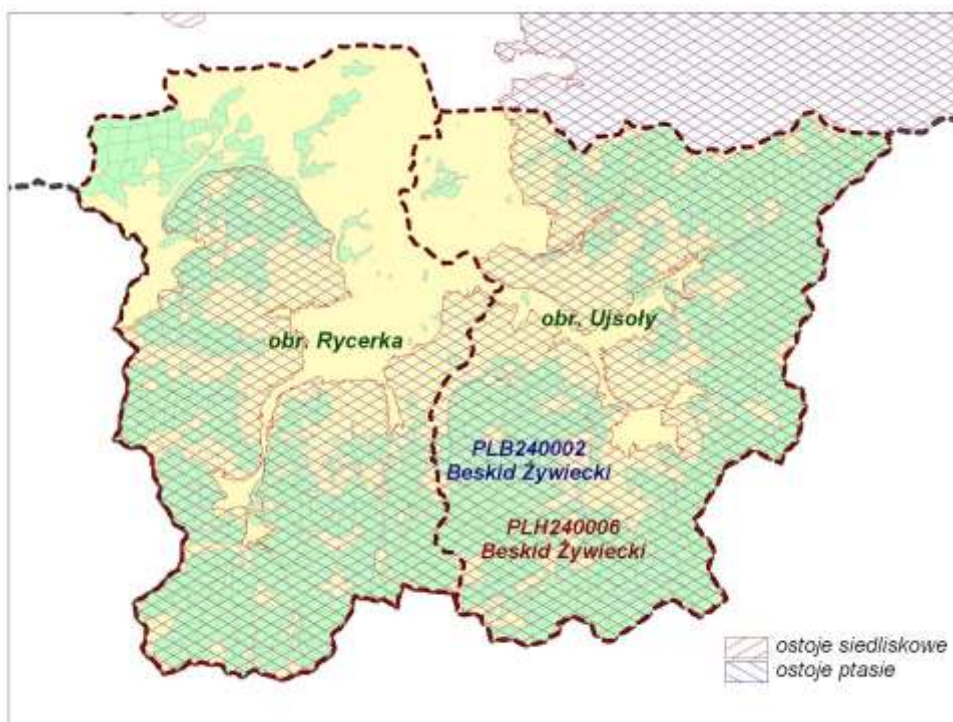 obr. Ujsoły
obr. Rycerka
PLB240002
Beskid Żywiecki
PLH240006
Beskid Żywiecki
ostoje siedliskowe
ostoje ptasie